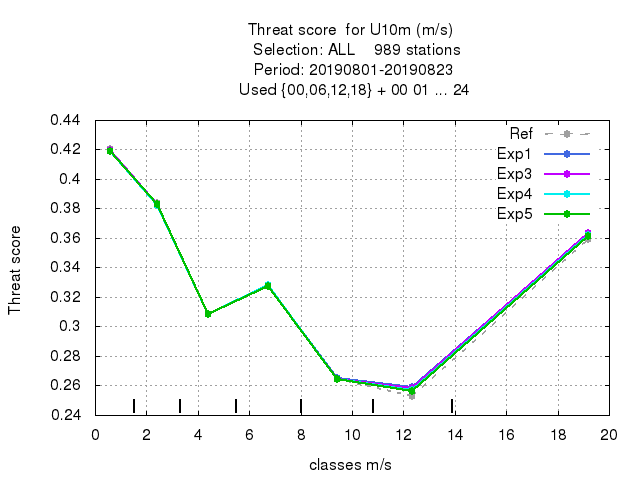 Threat score for U10m (m/s)
Selection: ALL 989 stations
Period: 20190801-20190823
Used {00,06,12,18} + 00 01 ... 24
0.44
0.42
0.4
0.38
0.36
0.34
0.32
0.3
0.28
0.26
0.24
Threat score
Ref
Exp1
Exp3
Exp4
Exp5
0 2 4 6 8 10 12 14 16 18 20
classes m/s